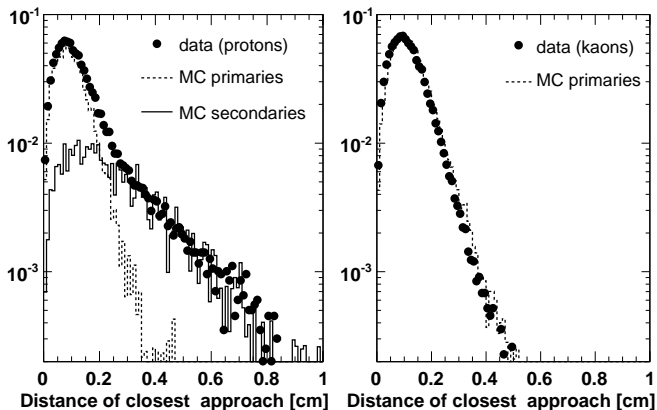 data (protons)
MC primaries
MC secondaries
10-1
10-2
10-3
0 0.2 0.4 0.6 0.8 1
Distance of closest approach [cm]
data (kaons)
MC primaries
10-1
10-2
10-3
0 0.2 0.4 0.6 0.8 1
Distance of closest approach [cm]